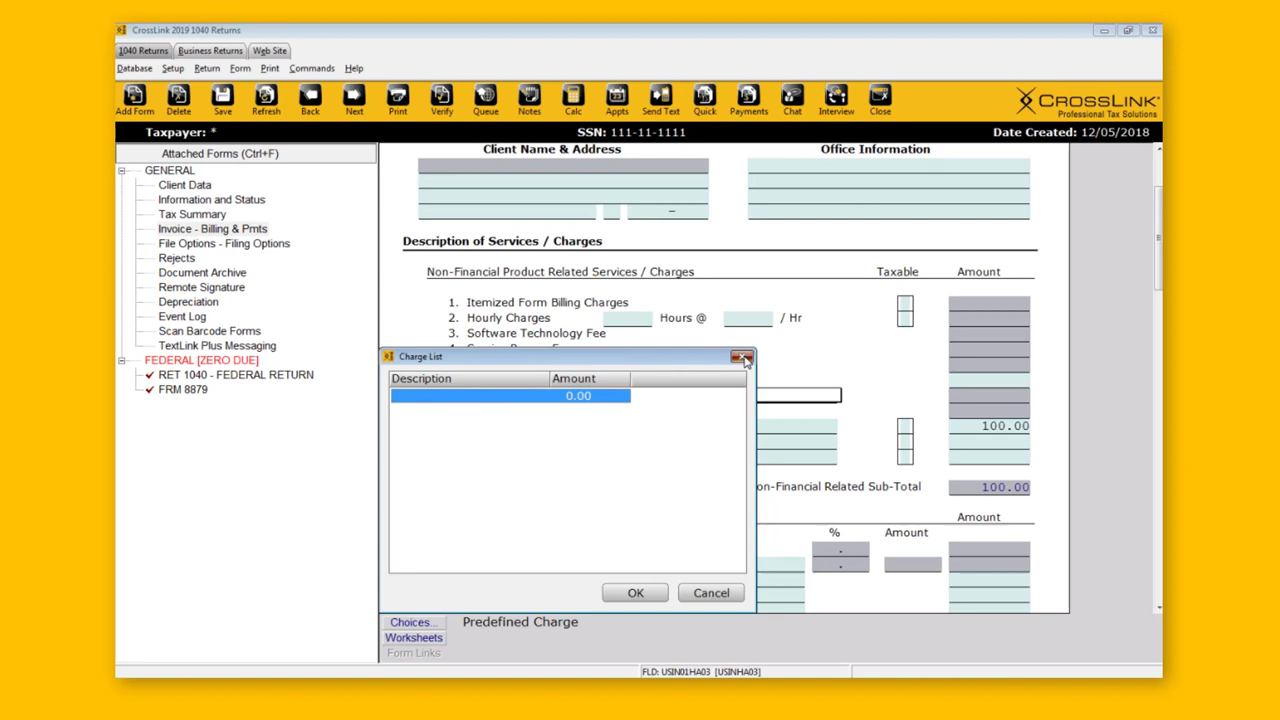 CrossLink 2019 1040 Returns
1040 Returns Business Returns Web Site
Database Setup Return Form Print Commands Help
Add Form Delete Save Refresh Back Next Print Verify Queue Notes Calc Appts Send Text Quick Payments Chat Interview Close
CROSSLINK
Professional Tax Solutions
Taxpayer: * SSN: 111-11-1111 Date Created: 12/05/2018
Attached Forms (Ctrl+F)
GENERAL
Client Data
Information and Status
Tax Summary
Invoice - Billing & Pmts
File Options - Filing Options
Rejects
Document Archive
Remote Signature
Depreciation
Event Log
Scan Barcode Forms
TextLink Plus Messaging
FEDERAL [ZERO DUE]
RET 1040 - FEDERAL RETURN
FRM 8879
Client Name & Address Office Information
–
Description of Services / Charges
Non-Financial Product Related Services / Charges Taxable Amount
1. Itemized Form Billing Charges
2. Hourly Charges Hours @ / Hr
3. Software Technology Fee
100.00
on-Financial Related Sub-Total 100.00
Amount
% Amount
.
.
Charge List
Description Amount
0.00
OK Cancel
Choices... Predefined Charge
Worksheets
Form Links
FLD: USIN01HA03 [USINHA03]